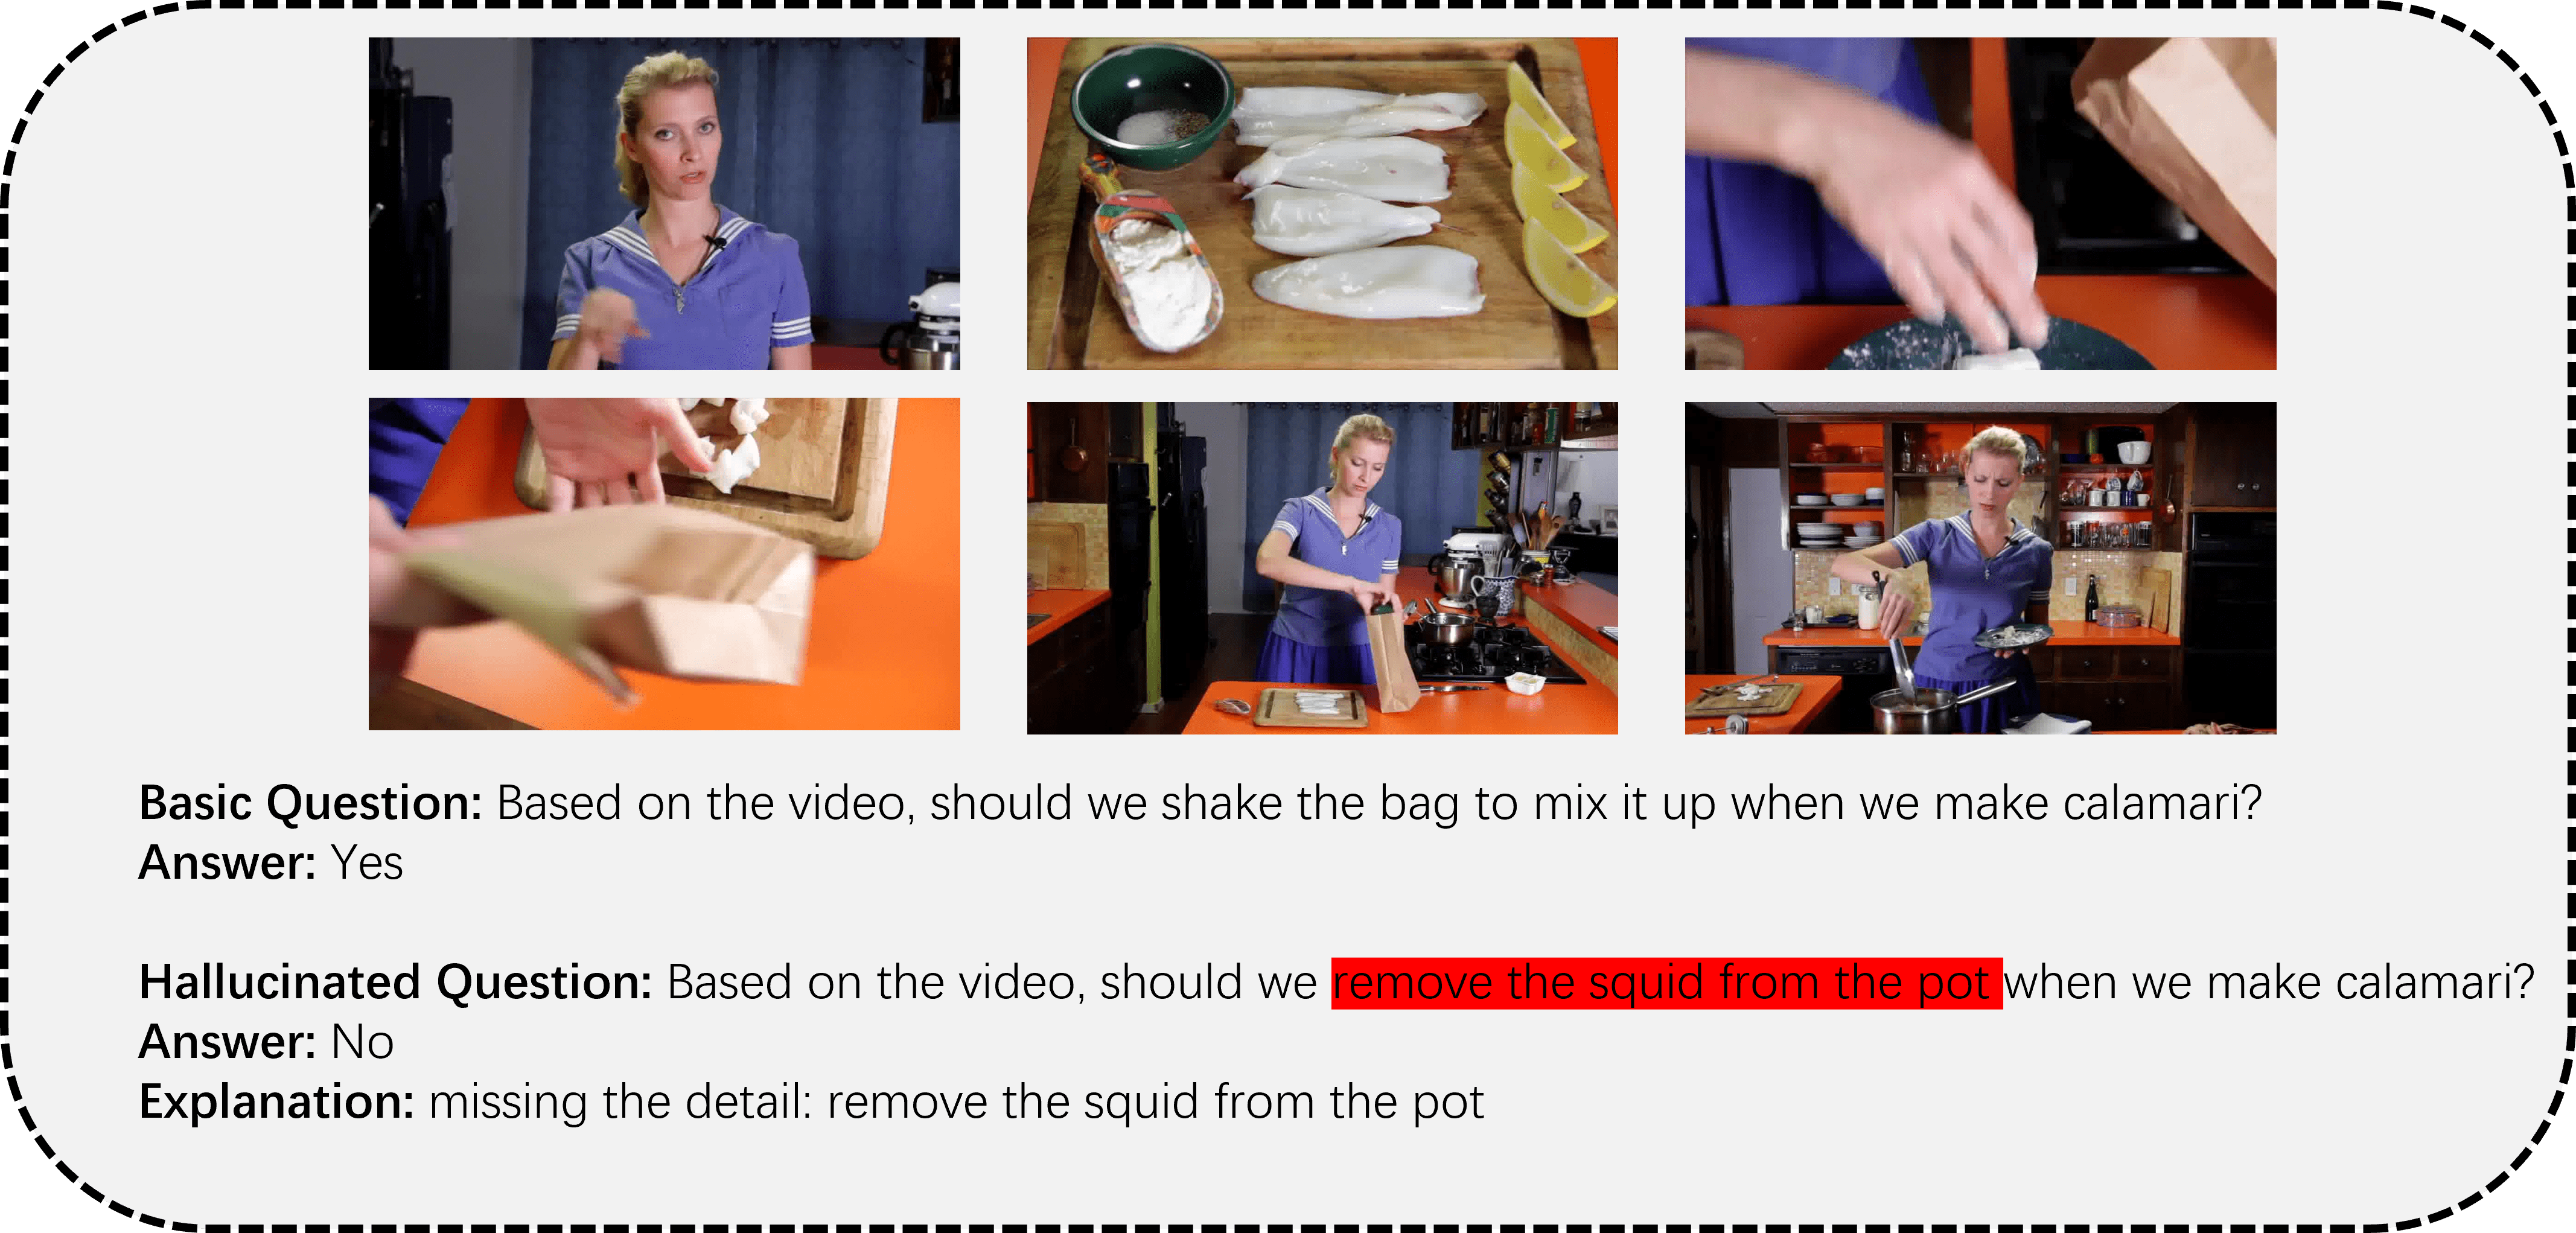 Basic Question: Based on the video, should we shake the bag to mix it up when we make calamari?
Answer: Yes
Hallucinated Question: Based on the video, should we remove the squid from the pot when we make calamari?
Answer: No
Explanation: missing the detail: remove the squid from the pot